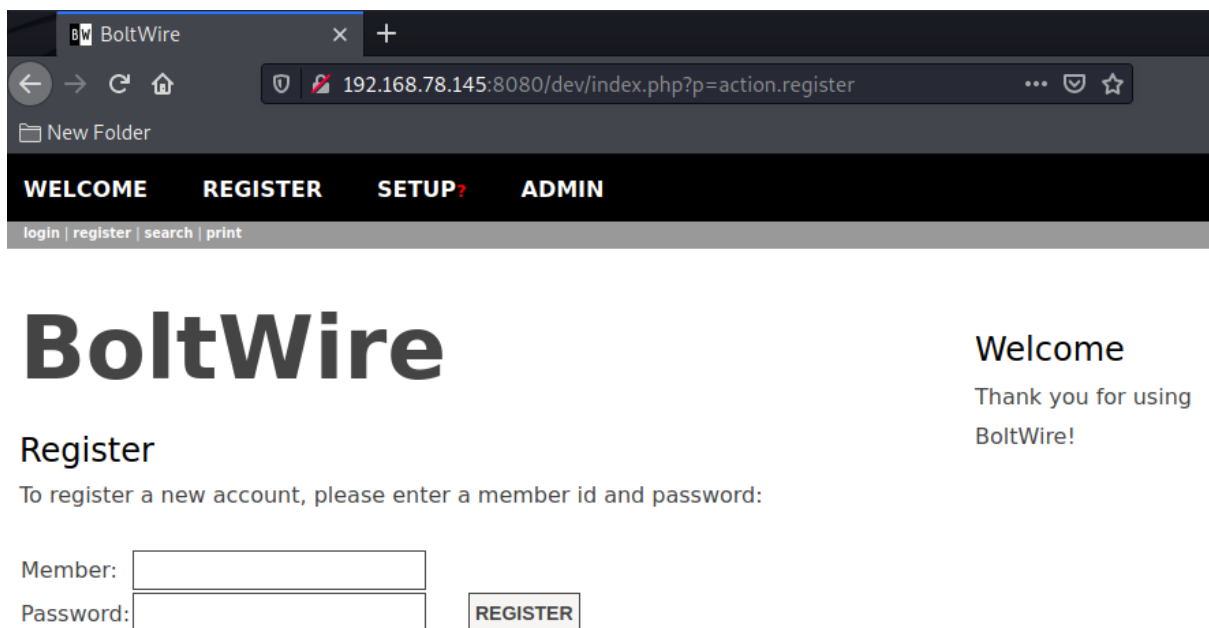 BW BoltWire × +
192.168.78.145:8080/dev/index.php?p=action.register
New Folder
WELCOME REGISTER SETUP? ADMIN
login | register | search | print
BoltWire
Welcome
Thank you for using
BoltWire!
Register
To register a new account, please enter a member id and password:
Member:
Password: REGISTER